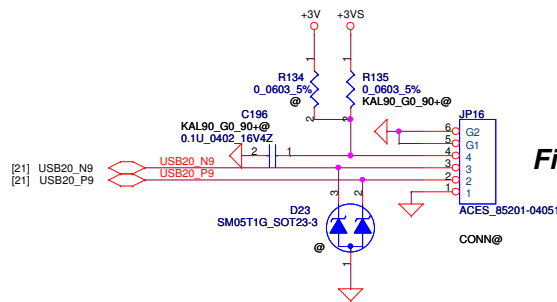 +3V
+3VS
1
1
R134
0_0603_5%
@
R135
0_0603_5%
KAL90_G0_90+@
2
2
C196
KAL90_G0_90+@
0.1U_0402_16V4Z
2
1
JP16
6
G2
5
G1
4
4
3
3
2
2
1
1
ACES_85201-04051
CONN@
Fi
[21] USB20_N9
USB20_N9
[21] USB20_P9
USB20_P9
3
2
D23
SM05T1G_SOT23-3
@
1